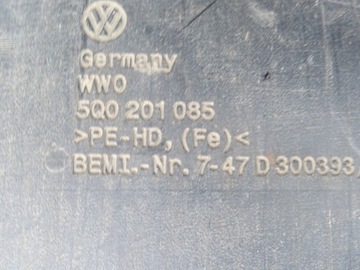 Germany
WWO
5Q0 201 085
>PE-HD, (Fe)<
BEMI.-Nr. 7-47 D 300393